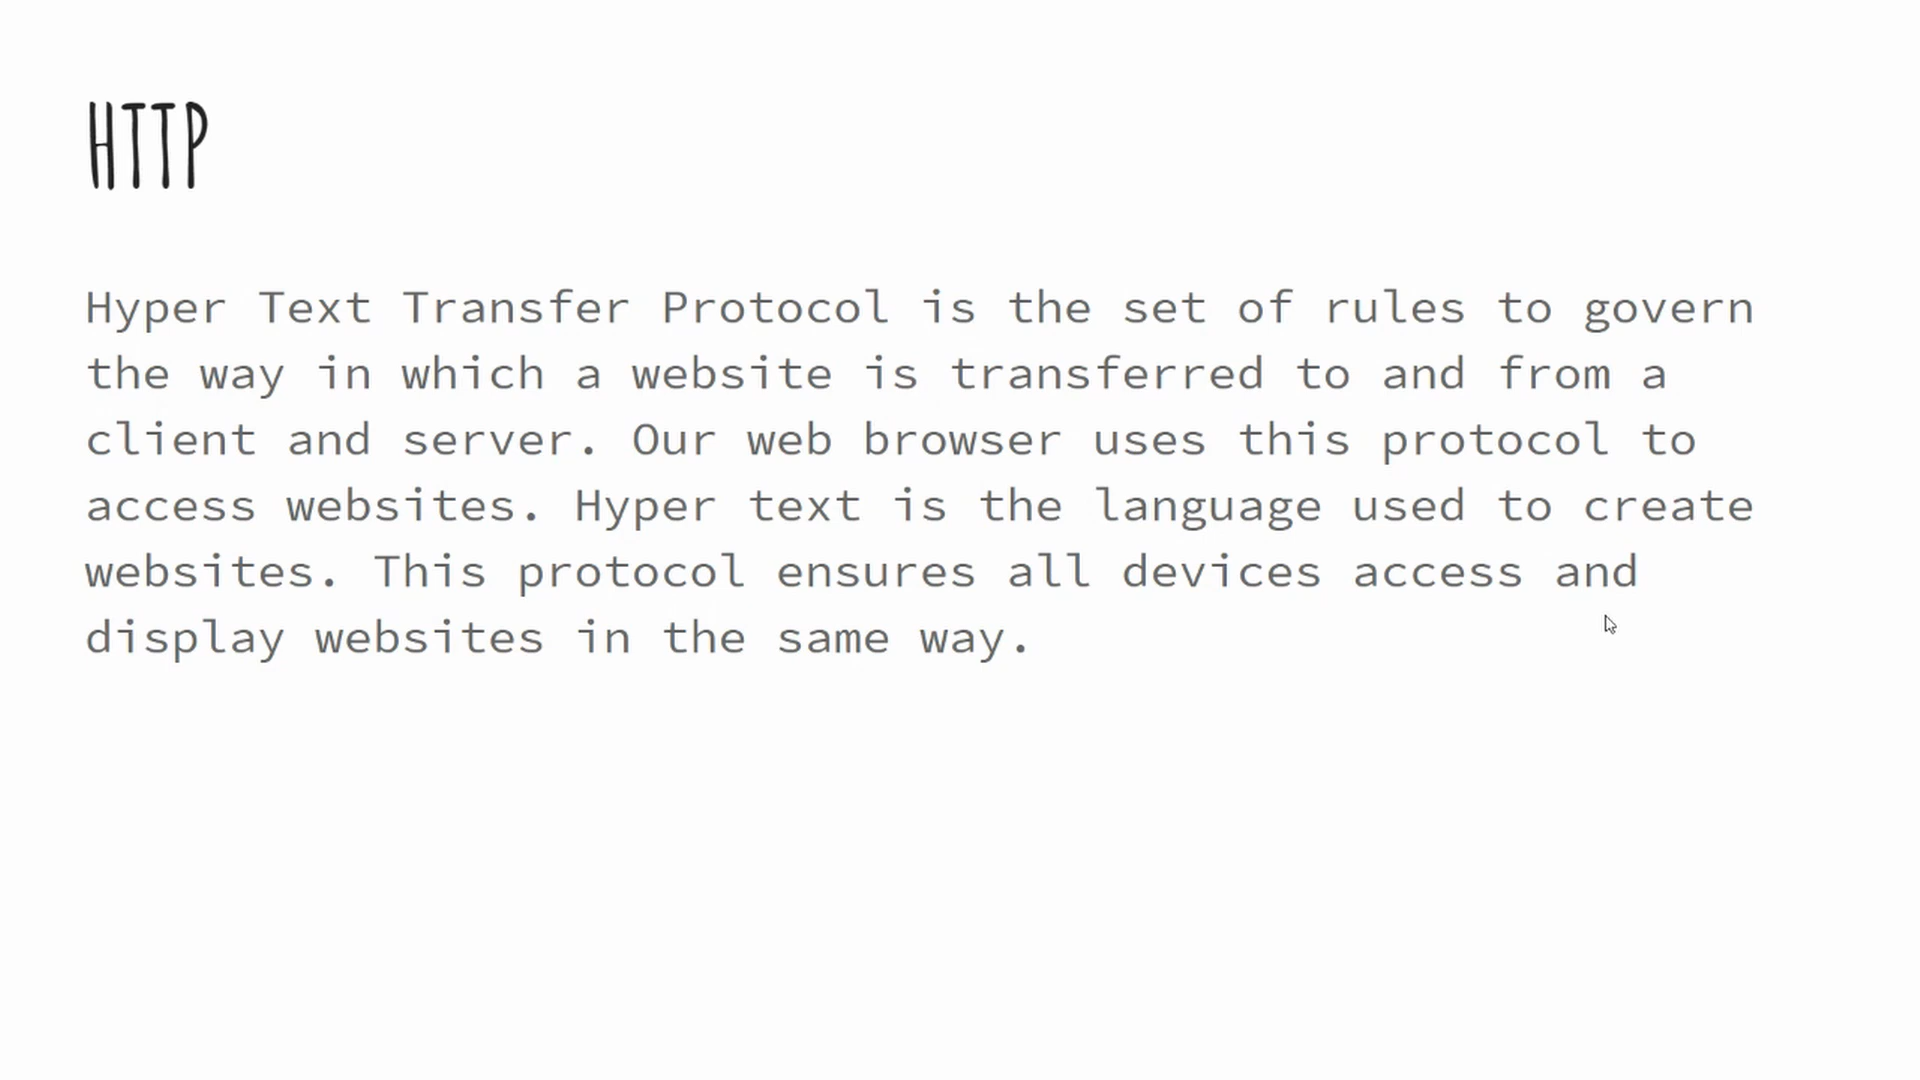 HTTP
Hyper Text Transfer Protocol is the set of rules to govern
the way in which a website is transferred to and from a
client and server. Our web browser uses this protocol to
access websites. Hyper text is the language used to create
websites. This protocol ensures all devices access and
display websites in the same way.